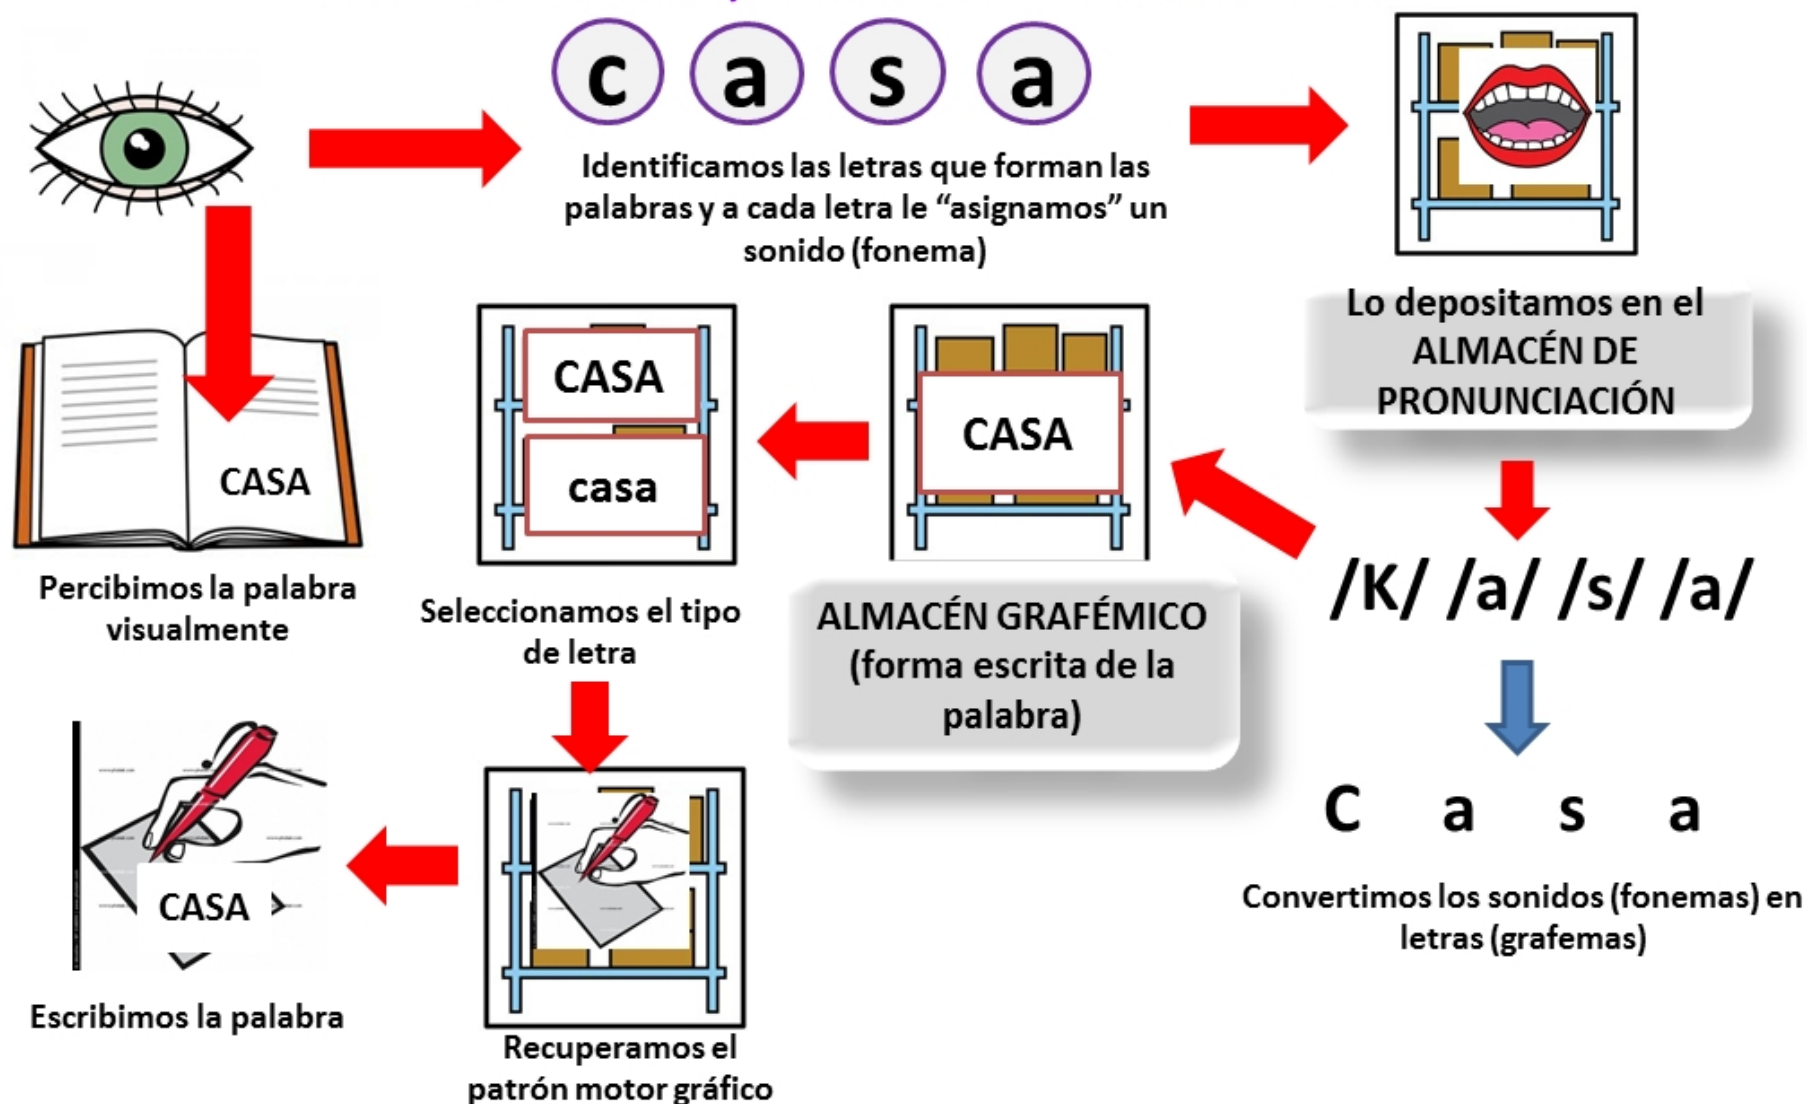 c a s a
Identificamos las letras que forman las
palabras y a cada letra le “asignamos” un
sonido (fonema)
Lo depositamos en el
ALMACÉN DE
PRONUNCIACIÓN
/K/ /a/ /s/ /a/
C a s a
Convertimos los sonidos (fonemas) en
letras (grafemas)
CASA
ALMACÉN GRAFÉMICO
(forma escrita de la
palabra)
CASA
casa
Seleccionamos el tipo
de letra
CASA
Percibimos la palabra
visualmente
Recuperamos el
patrón motor gráfico
CASA
Escribimos la palabra